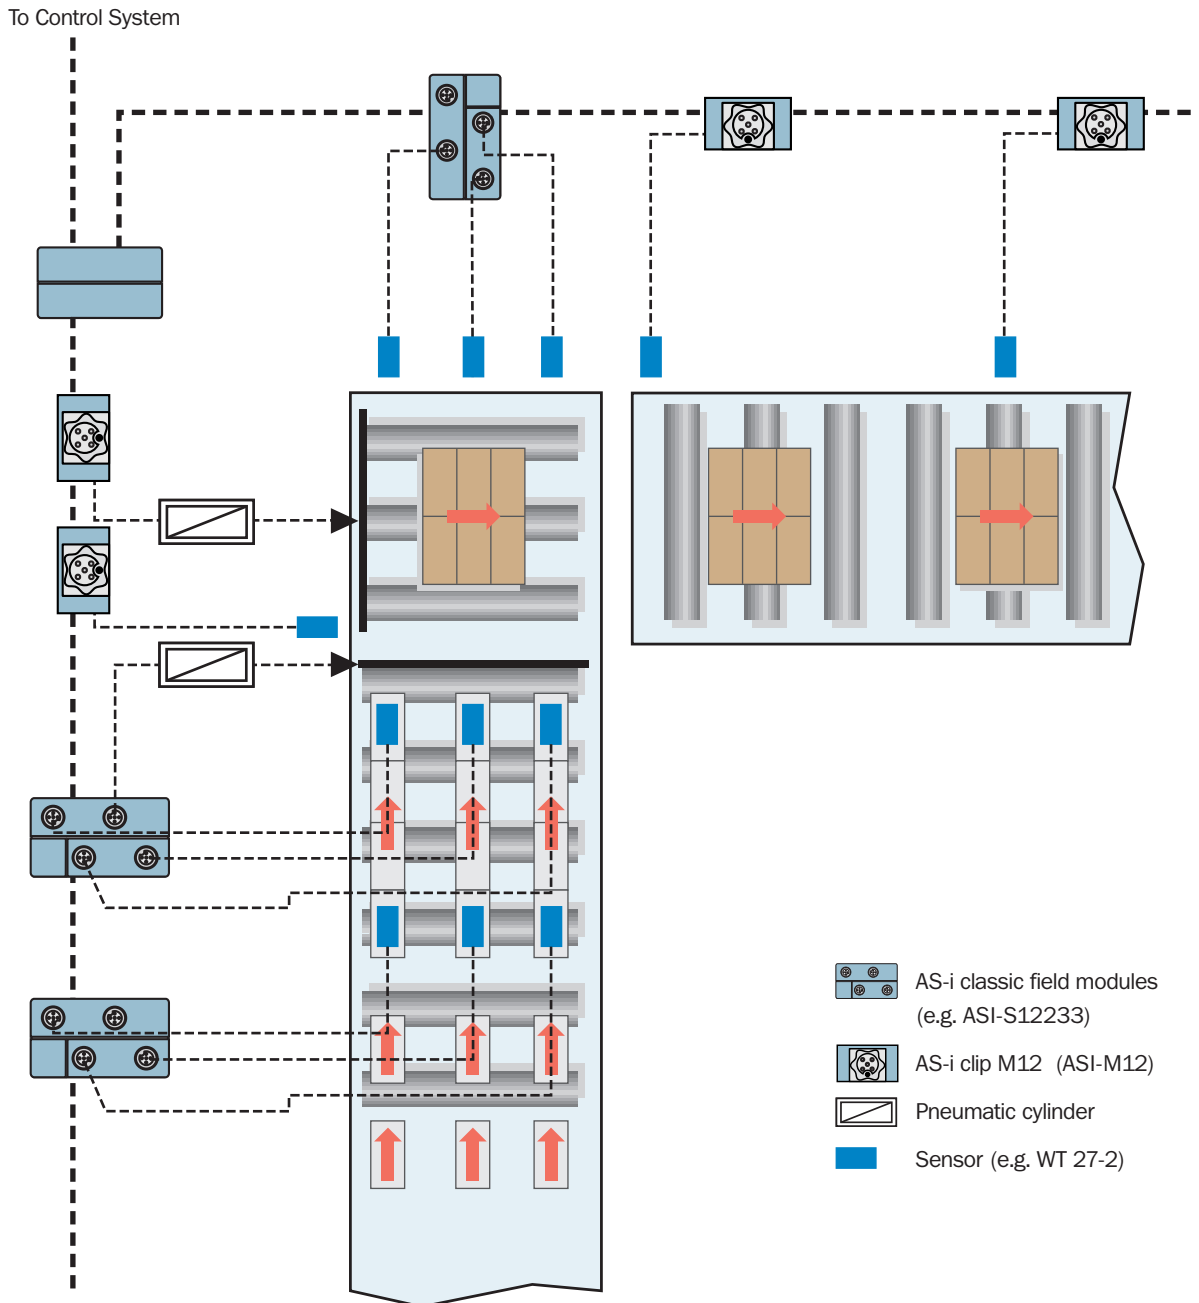 To Control System
AS-i classic field modules
(e.g. ASI-S12233)
AS-i clip M12 (ASI-M12)
Pneumatic cylinder
Sensor (e.g. WT 27-2)